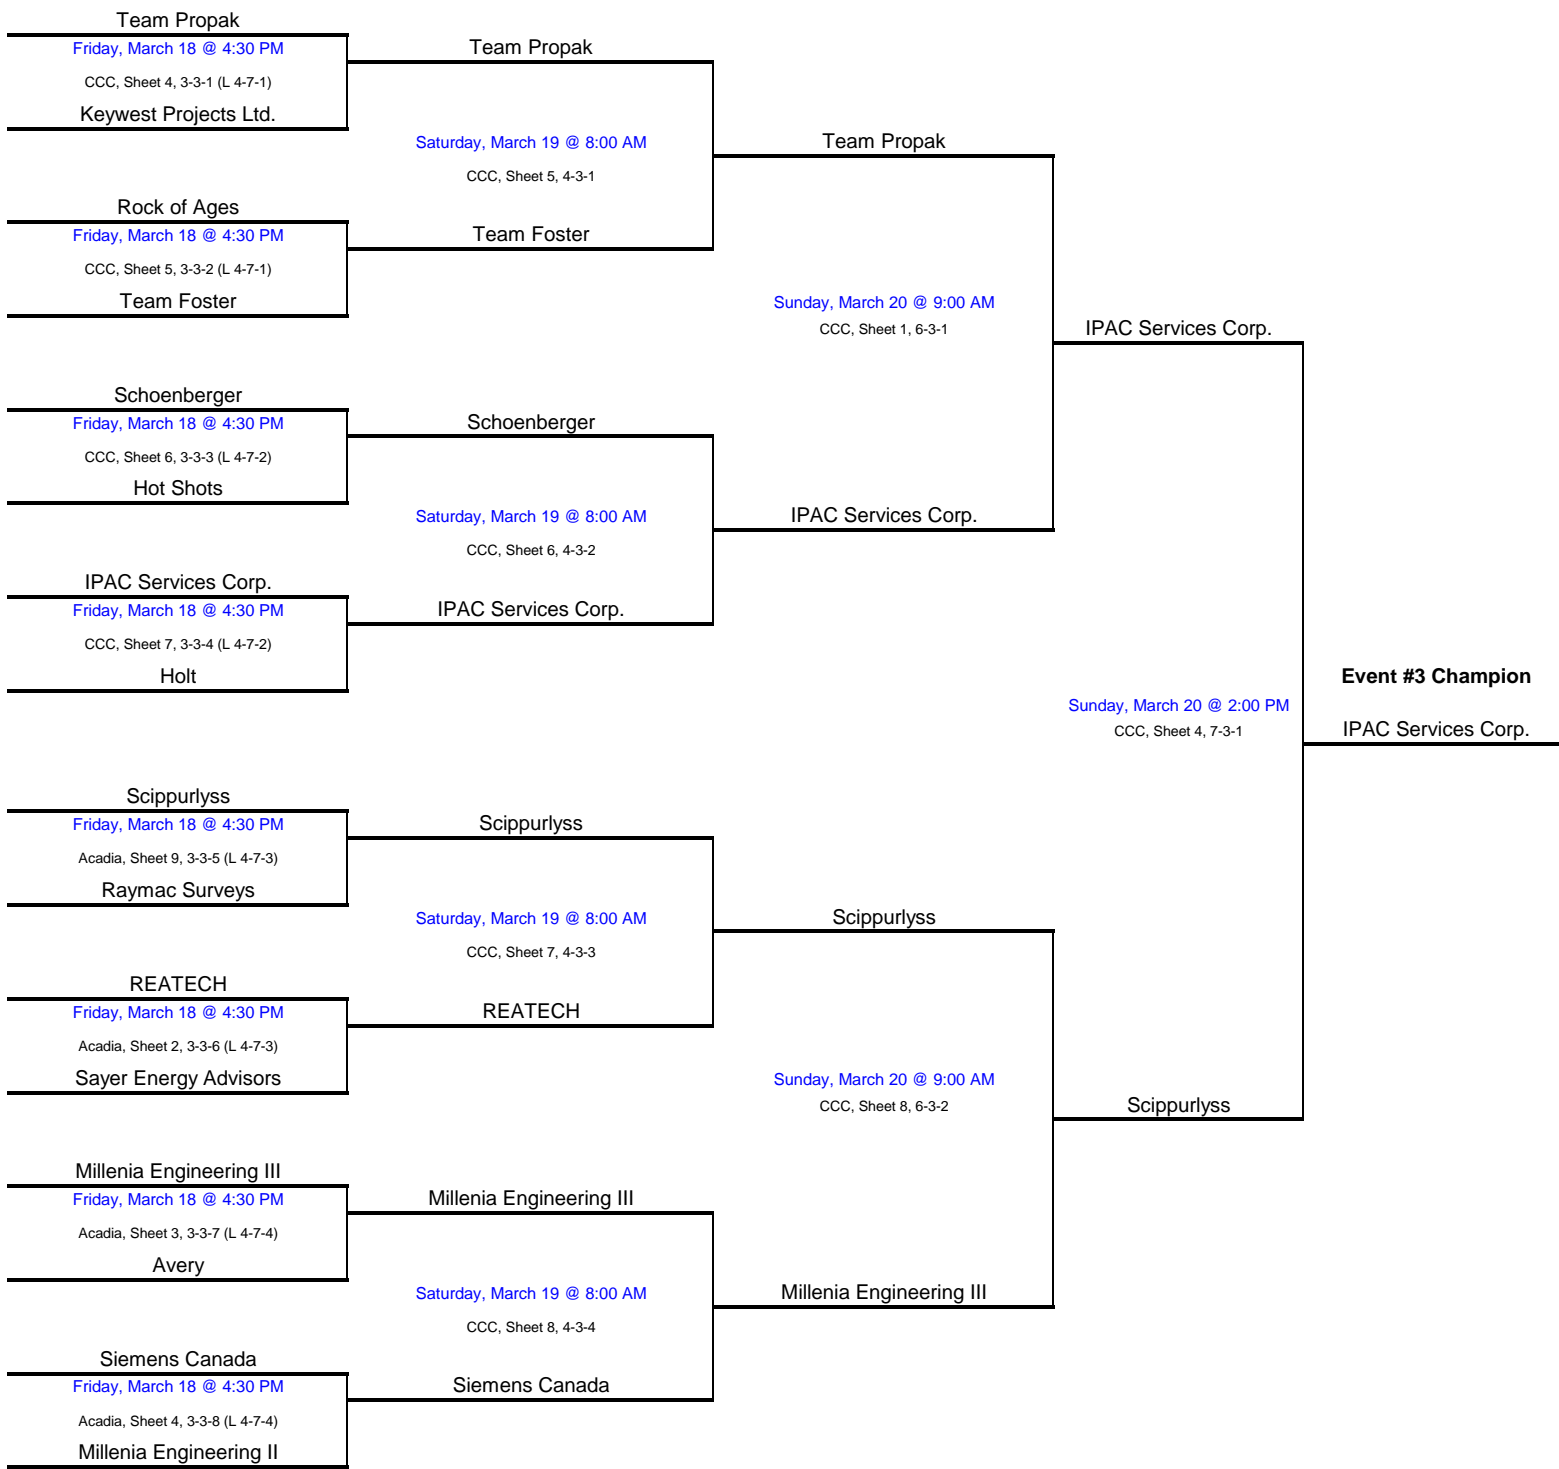 Team Propak
Friday, March 18 @ 4:30 PM
CCC, Sheet 4, 3-3-1 (L 4-7-1)
Keywest Projects Ltd.
Rock of Ages
Friday, March 18 @ 4:30 PM
CCC, Sheet 5, 3-3-2 (L 4-7-1)
Team Foster
Schoenberger
Friday, March 18 @ 4:30 PM
CCC, Sheet 6, 3-3-3 (L 4-7-2)
Hot Shots
IPAC Services Corp.
Friday, March 18 @ 4:30 PM
CCC, Sheet 7, 3-3-4 (L 4-7-2)
Holt
Scippurlyss
Friday, March 18 @ 4:30 PM
Acadia, Sheet 9, 3-3-5 (L 4-7-3)
Raymac Surveys
REATECH
Friday, March 18 @ 4:30 PM
Acadia, Sheet 2, 3-3-6 (L 4-7-3)
Sayer Energy Advisors
Millenia Engineering III
Friday, March 18 @ 4:30 PM
Acadia, Sheet 3, 3-3-7 (L 4-7-4)
Avery
Siemens Canada
Friday, March 18 @ 4:30 PM
Acadia, Sheet 4, 3-3-8 (L 4-7-4)
Millenia Engineering II
Team Propak
Saturday, March 19 @ 8:00 AM
CCC, Sheet 5, 4-3-1
Team Foster
Schoenberger
Saturday, March 19 @ 8:00 AM
CCC, Sheet 6, 4-3-2
IPAC Services Corp.
Scippurlyss
Saturday, March 19 @ 8:00 AM
CCC, Sheet 7, 4-3-3
REATECH
Millenia Engineering III
Saturday, March 19 @ 8:00 AM
CCC, Sheet 8, 4-3-4
Siemens Canada
Team Propak
Sunday, March 20 @ 9:00 AM
CCC, Sheet 1, 6-3-1
IPAC Services Corp.
Scippurlyss
Sunday, March 20 @ 9:00 AM
CCC, Sheet 8, 6-3-2
Millenia Engineering III
IPAC Services Corp.
Sunday, March 20 @ 2:00 PM
CCC, Sheet 4, 7-3-1
Scippurlyss
Event #3 Champion
IPAC Services Corp.